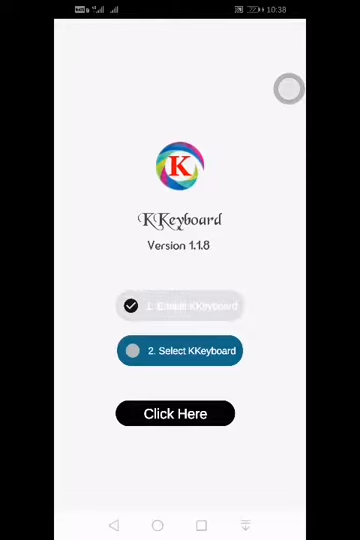 10:38
K
KKeyboard
Version 1.1.8
1. Enable KKeyboard
2. Select KKeyboard
Click Here